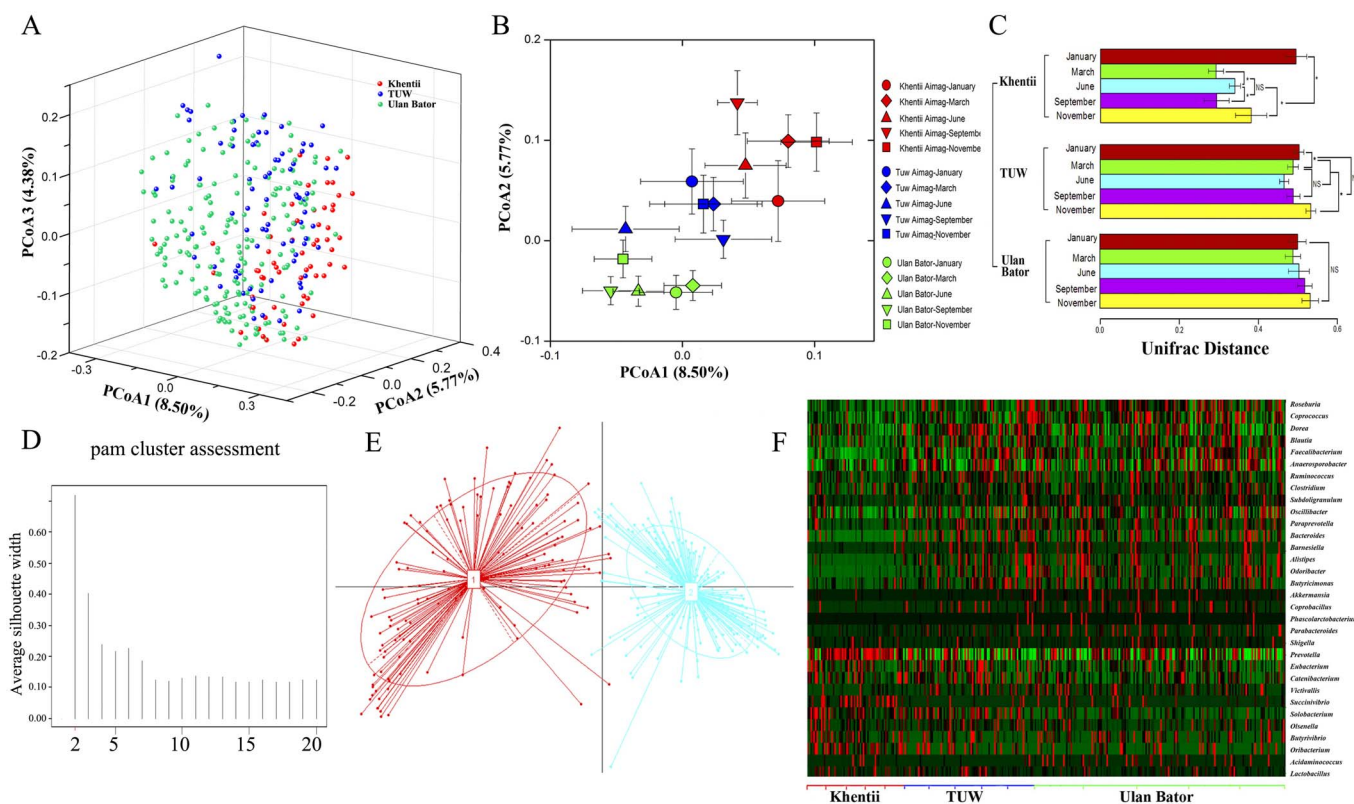 A
Khentii
TUW
Ulan Bator
PCoA3 (4.38%)
0.2
0.1
0.0
-0.1
-0.2
-0.3
0.0
0.3
PCoA1 (8.50%)
-0.2
0.0
0.2
0.4
PCoA2 (5.77%)
B
0.2
0.1
0.0
-0.1
PCoA2 (5.77%)
-0.1
0.0
0.1
PCoA1 (8.50%)
Khentii Aimag-January
Khentii Aimag-March
Khentii Aimag-June
Khentii Aimag-Septembe
Khentii Aimag-Novembe
Tuw Aimag-January
Tuw Aimag-March
Tuw Aimag-June
Tuw Aimag-September
Tuw Aimag-November
Ulan Bator-January
Ulan Bator-March
Ulan Bator-June
Ulan Bator-September
Ulan Bator-November
C
Khentii
January
March
June
September
November
*
*
NS
*
*
TUW
January
March
June
September
November
*
*
NS
*
Ulan
Bator
January
March
June
September
November
NS
0.0
0.2
0.4
0.6
0.8
Unifrac Distance
D
pam cluster assessment
Average silhouette width
0.60
0.50
0.40
0.30
0.20
0.10
0.00
2
5
10
15
20
E
1
2
F
Roseburia
Coprococcus
Dorea
Blautia
Faecalibacterium
Anaerosporobacter
Ruminococcus
Clostridium
Subdoligranulum
Oscillibacter
Paraprevotella
Bacteroides
Barnesiella
Alistipes
Odoribacter
Butyricimonas
Akkermansia
Coprobacillus
Phascolarctobacterium
Parabacteroides
Shigella
Prevotella
Eubacterium
Catenibacterium
Victivallis
Succinivibrio
Solobacterium
Olsenella
Butyrivibrio
Oribacterium
Acidaminococcus
Lactobacillus
Khentii
TUW
Ulan Bator